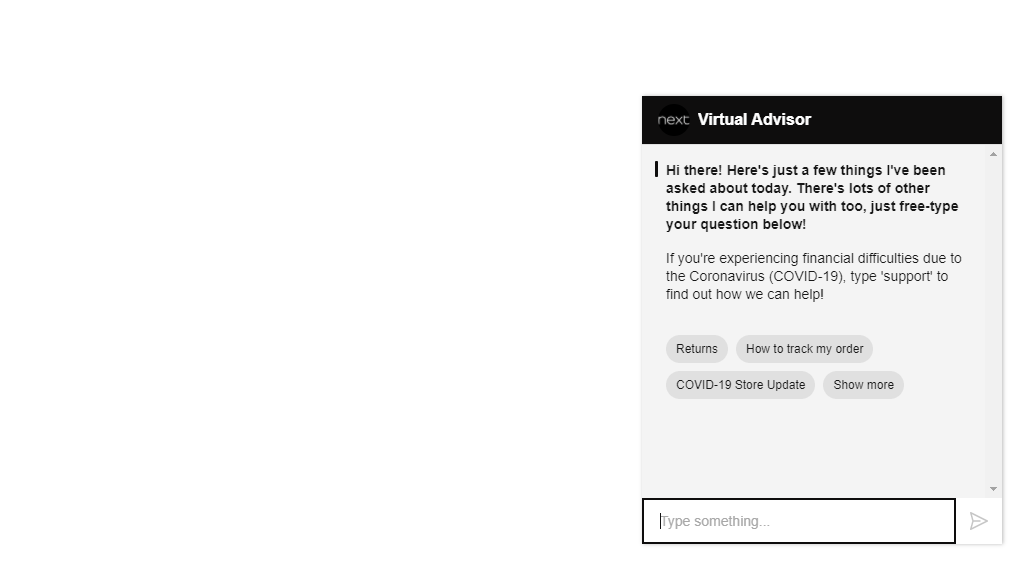 next Virtual Advisor
Hi there! Here's just a few things I've been
asked about today. There's lots of other
things I can help you with too, just free-type
your question below!
If you're experiencing financial difficulties due to
the Coronavirus (COVID-19), type 'support' to
find out how we can help!
Returns How to track my order
COVID-19 Store Update Show more
Type something...